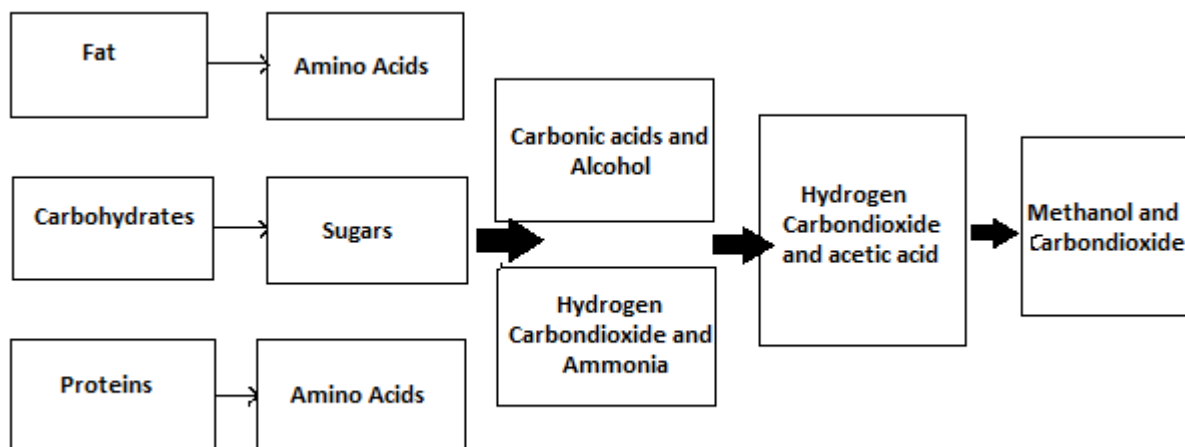 Fat
Amino Acids
Carbohydrates
Sugars
Proteins
Amino Acids
Carbonic acids and
Alcohol
Hydrogen
Carbondioxide and
Ammonia
Hydrogen
Carbondioxide
and acetic acid
Methanol and
Carbondioxide